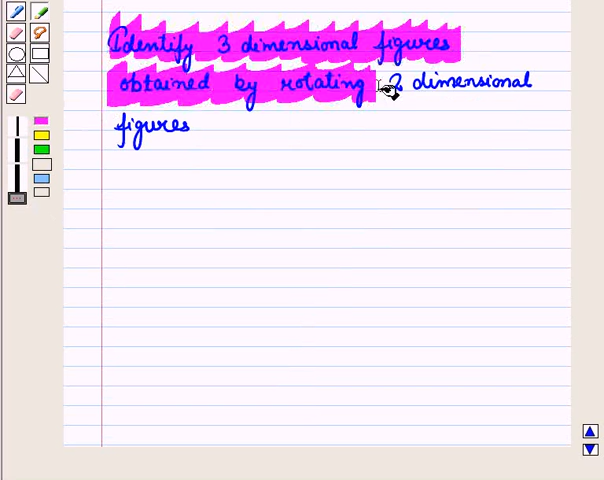 Identify 3 dimensional figures
obtained by rotating 2 dimensional
figures